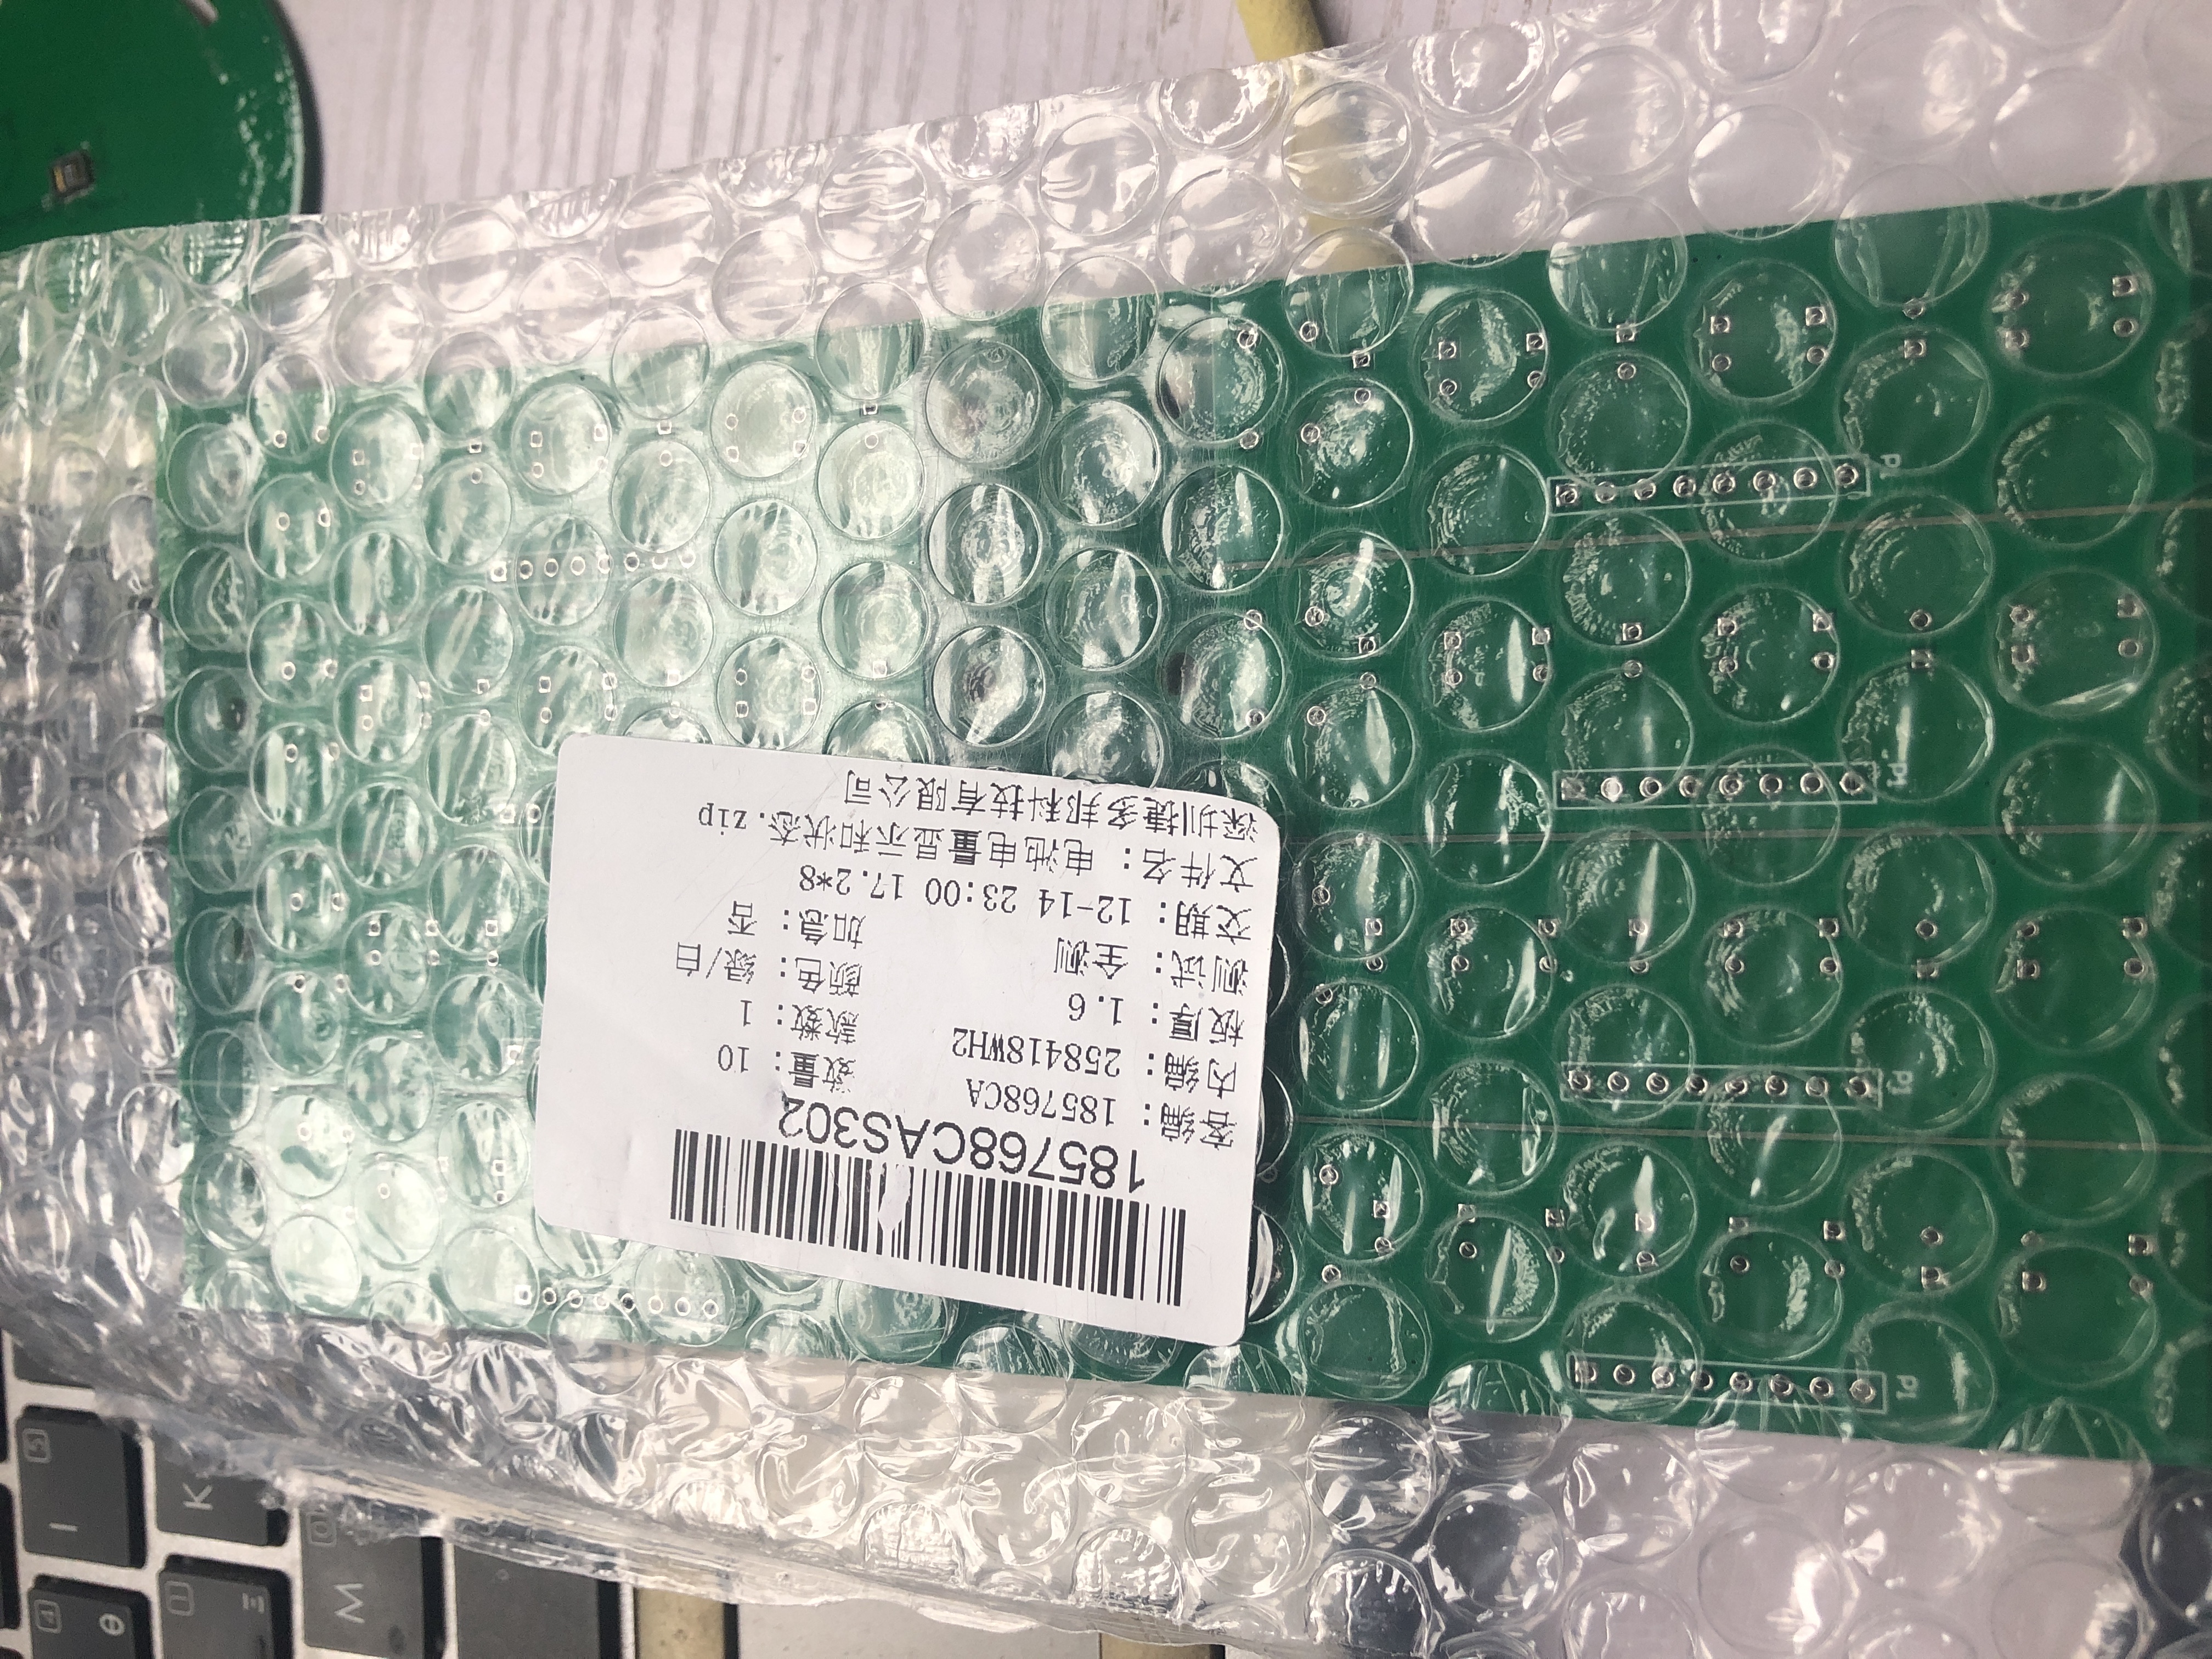 185768CAS302
客编: 185768CA 数量: 10
内编: 258418WH2 款数: 1
板厚: 1.6 颜色: 绿/白
测试: 全测 加急: 否
交期: 12-14 23:00 17.2*8
文件名: 电池电量显示和状态.zip
深圳捷多邦科技有限公司
P1
P1
P1
K
M